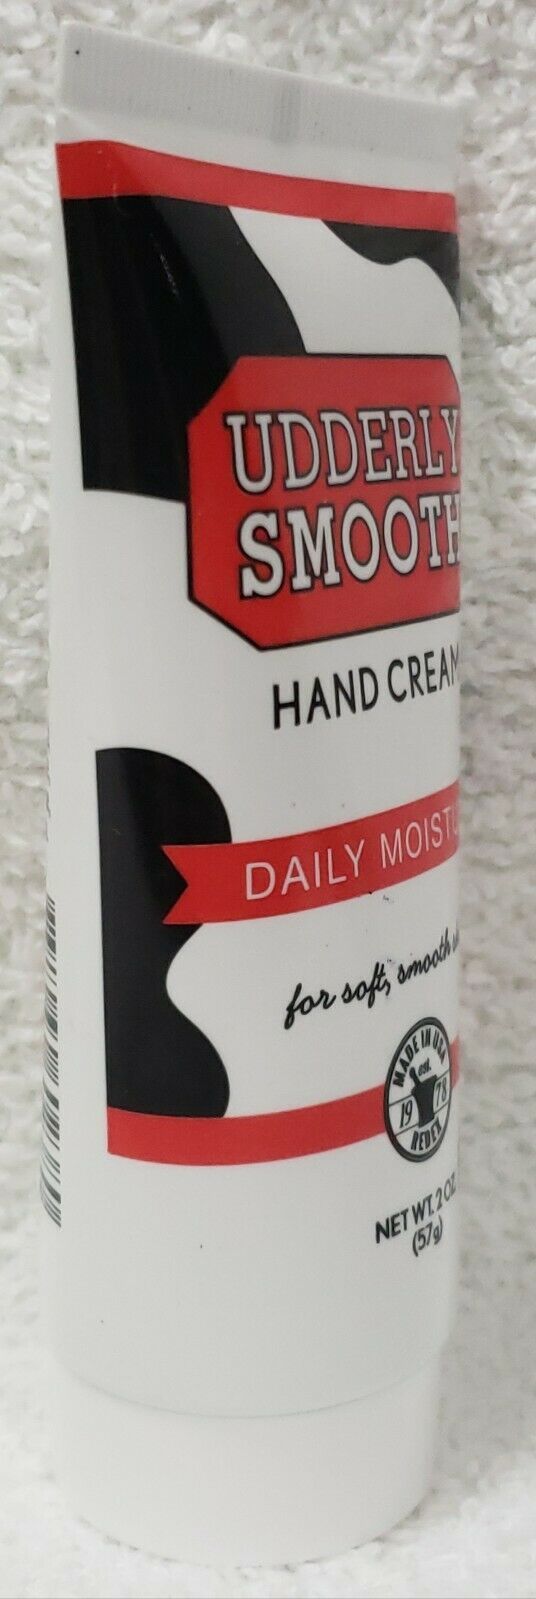 UDDERLY
SMOOTH
HAND CREAM
DAILY MOISTU
for soft, smooth
MADE IN USA
est.
19 78
REDEX
NET WT. 2 OZ.
(57g)